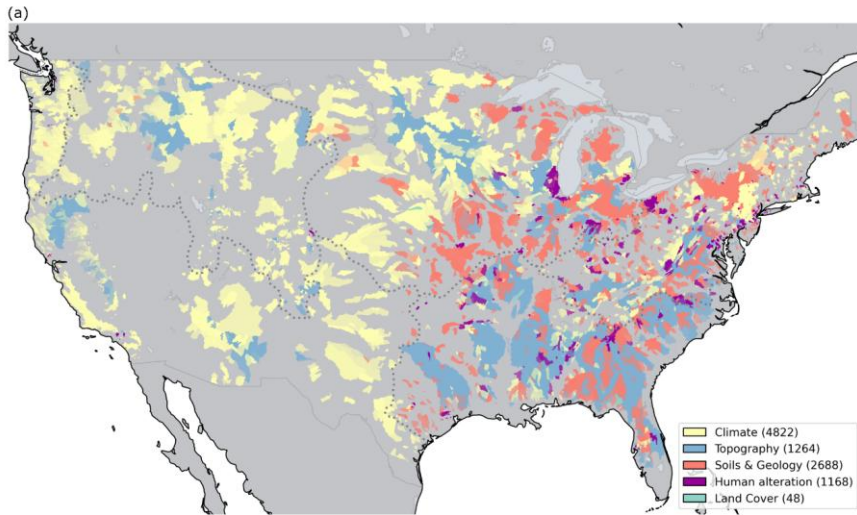 (a)
Climate (4822)
Topography (1264)
Soils & Geology (2688)
Human alteration (1168)
Land Cover (48)